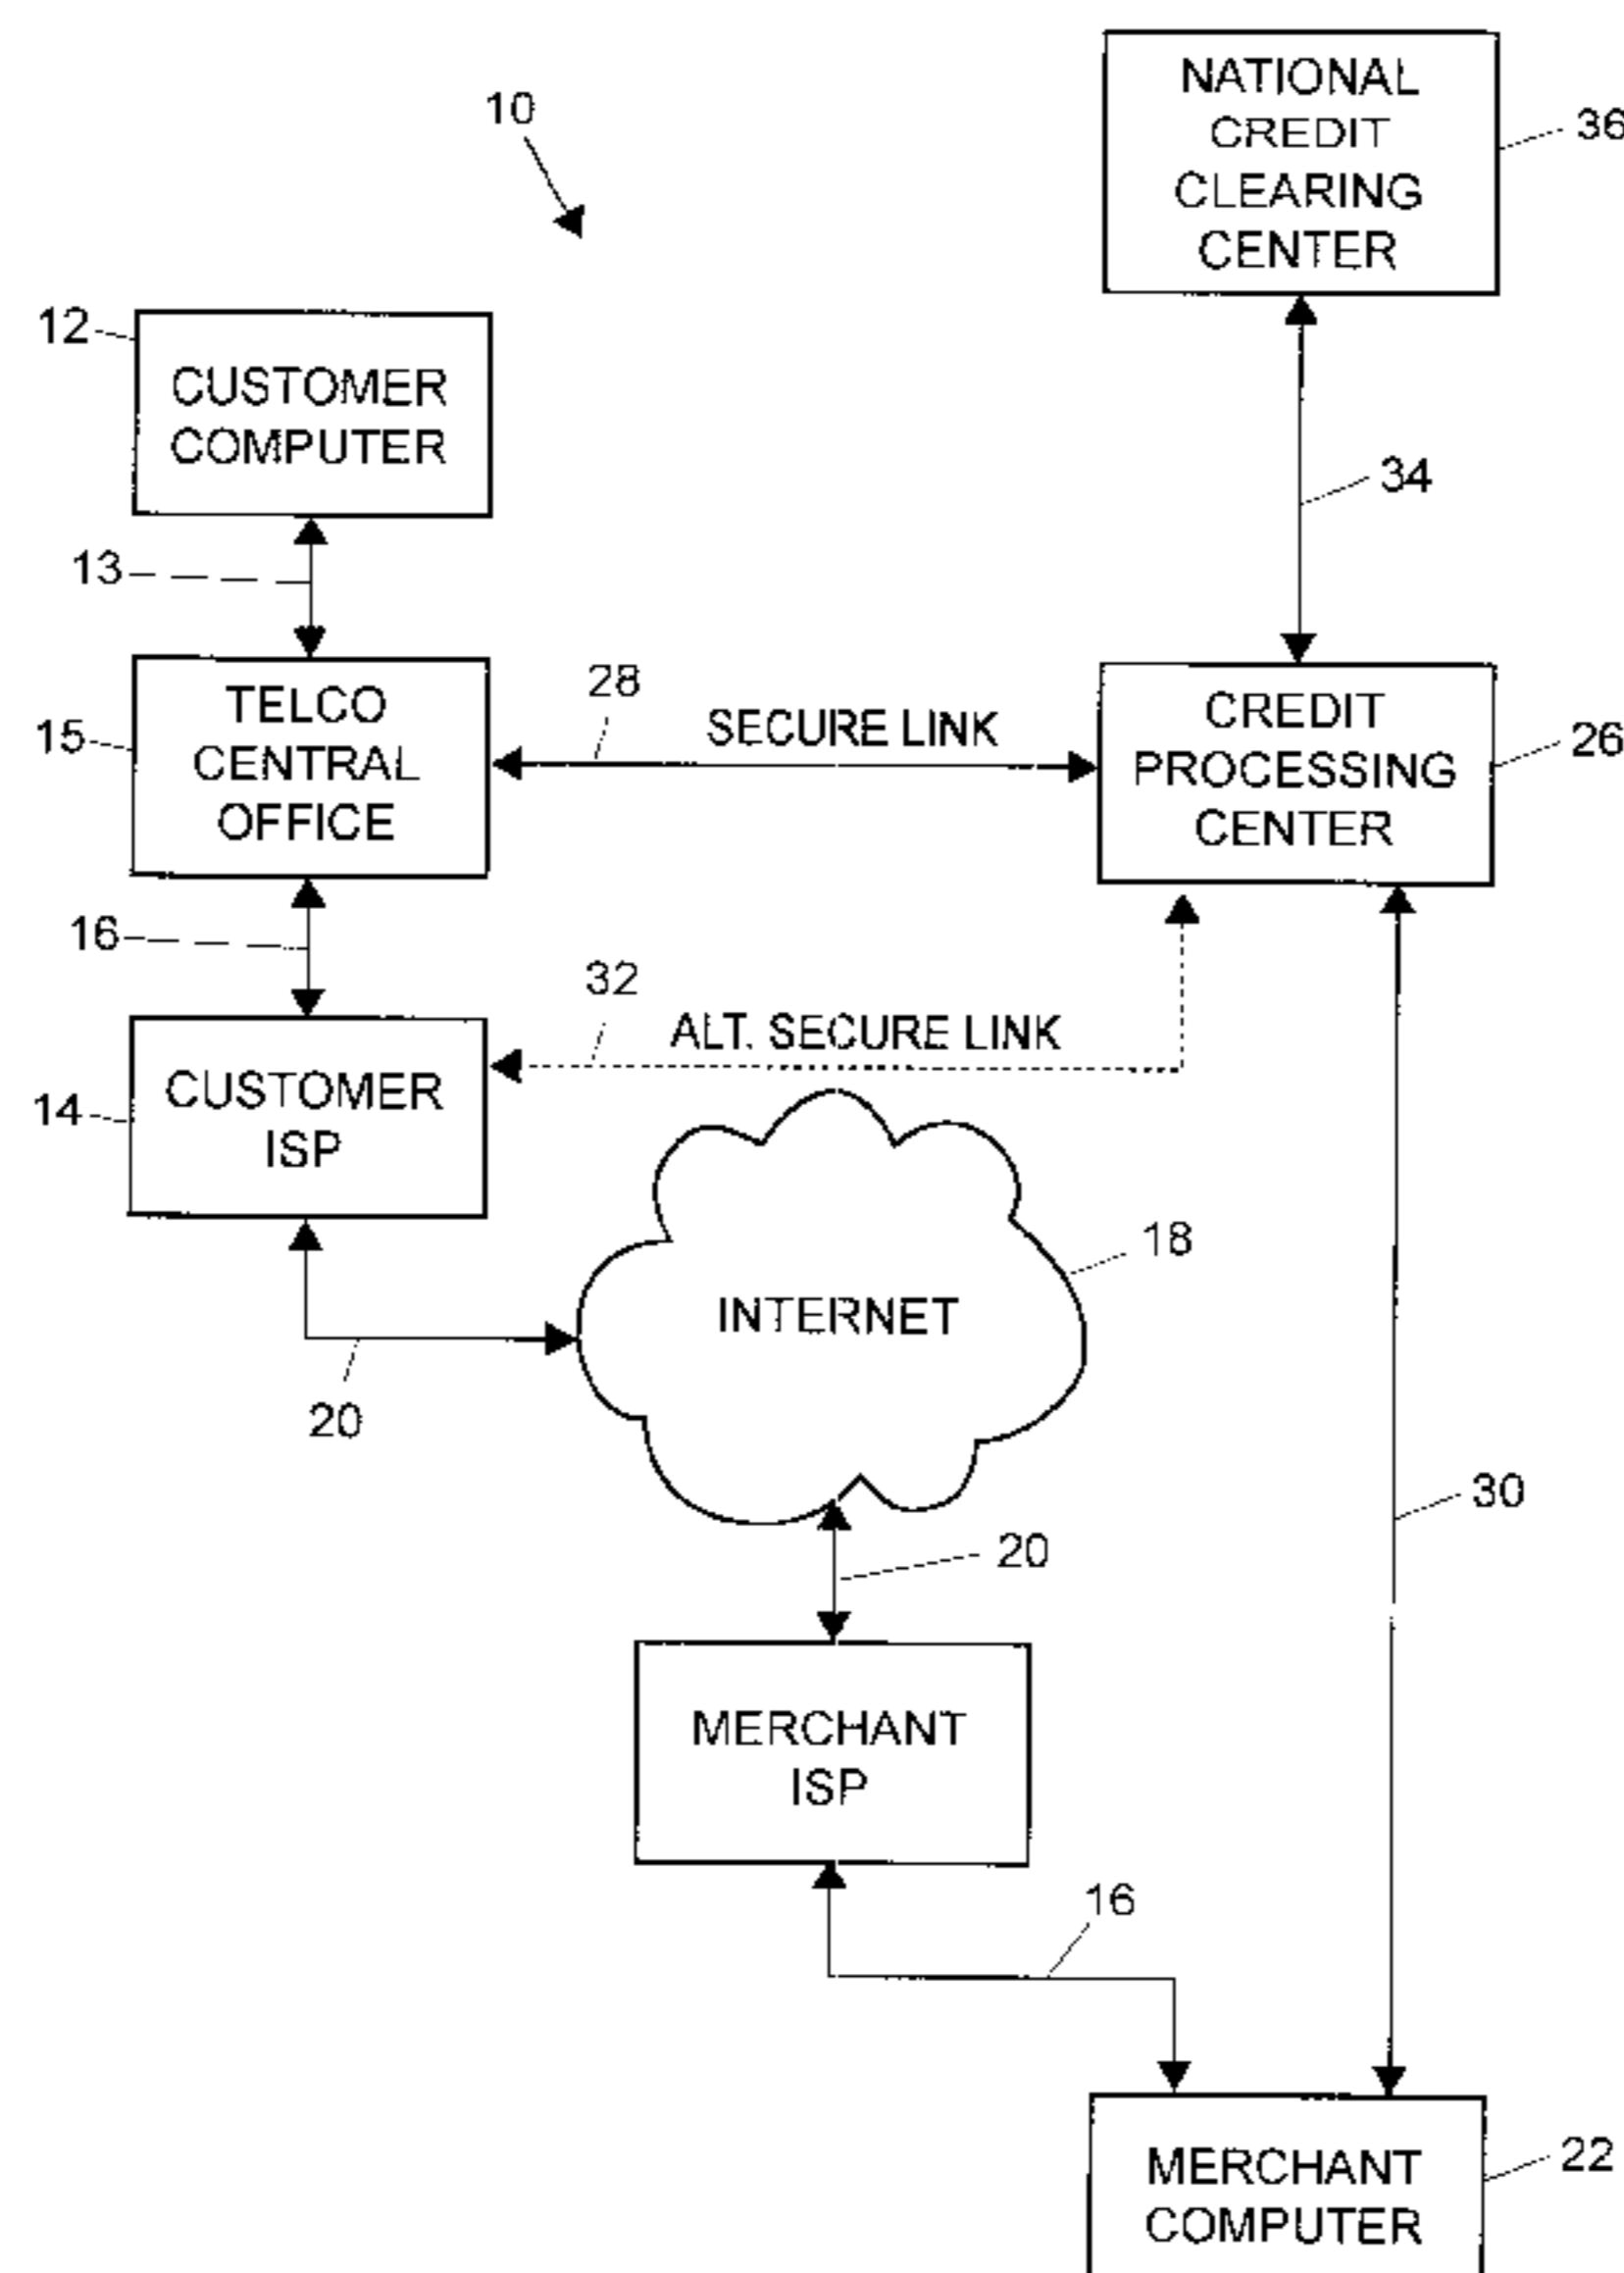 10
NATIONAL
CREDIT
CLEARING
CENTER
36
12
CUSTOMER
COMPUTER
34
13
15
TELCO
CENTRAL
OFFICE
28
SECURE LINK
CREDIT
PROCESSING
CENTER
26
16
32
ALT. SECURE LINK
14
CUSTOMER
ISP
18
INTERNET
20
30
20
MERCHANT
ISP
16
MERCHANT
COMPUTER
22